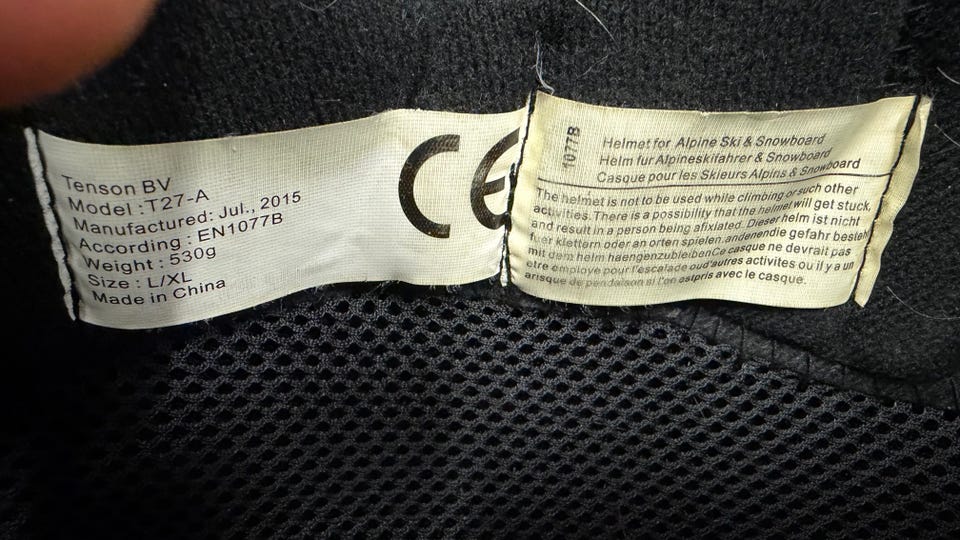 Tenson BV
Model :T27-A
Manufactured: Jul., 2015
According : EN1077B
Weight : 530g
Size : L/XL
Made in China
CE
1077B
Helmet for Alpine Ski & Snowboard
Helm fur Alpineskifahrer & Snowboard
Casque pour les Skieurs Alpins & Snowboard
The helmet is not to be used while climbing or such other
activities. There is a possibility that the helmet will get stuck,
and result in a person being afixiated. Dieser helm ist nicht
fuer klettern oder an orten spielen, andenendie gefahr besteh
mit dem helm haengenzubleibenCe casque ne devrait pas
etre employe pour l'escalade oud'autres activites ou il y a un
arisque de pendaison si l'on astpris avec le casque.